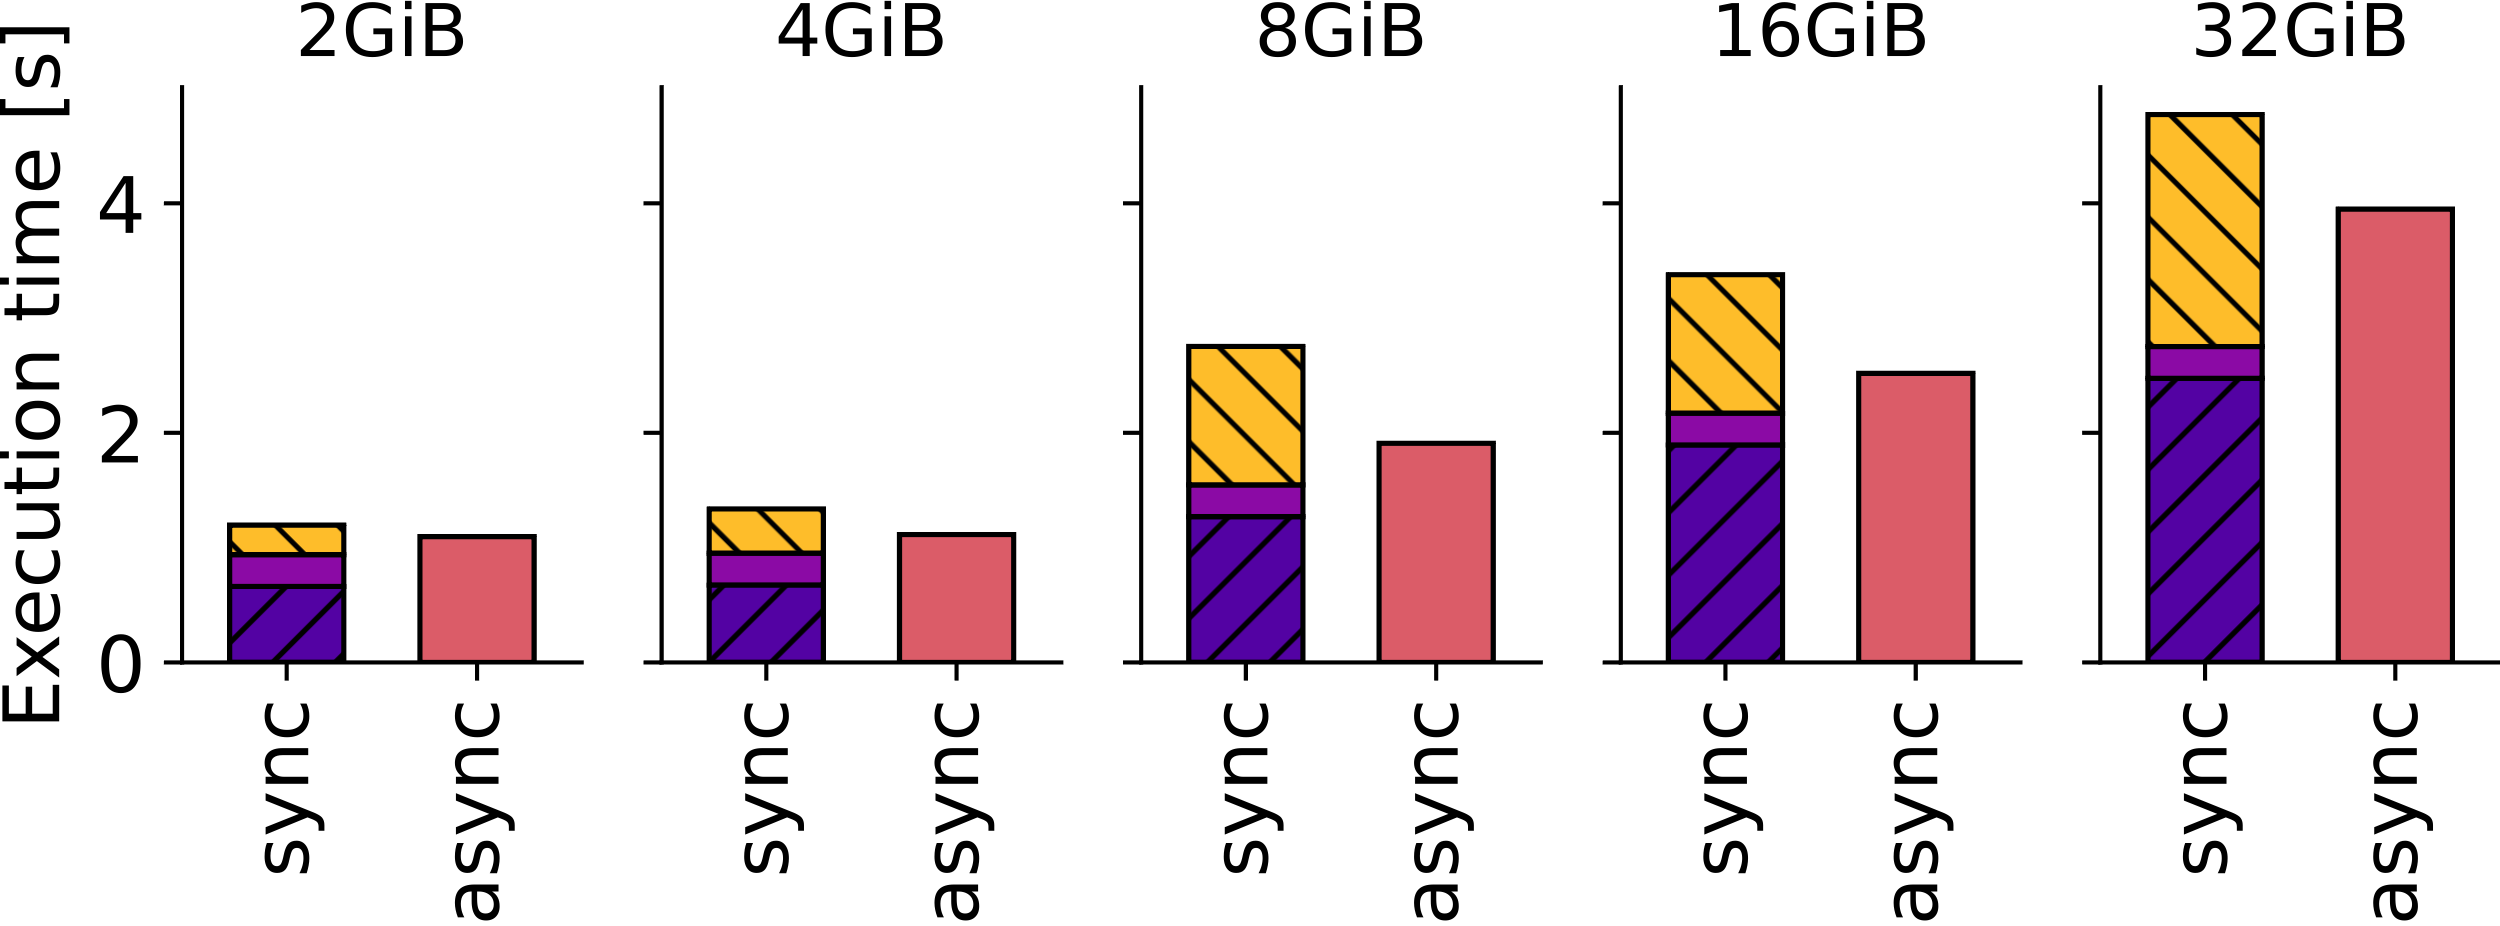 2GiB 4GiB 8GiB 16GiB 32GiB
Execution time [s]
4
2
0
sync async sync async sync async sync async sync async